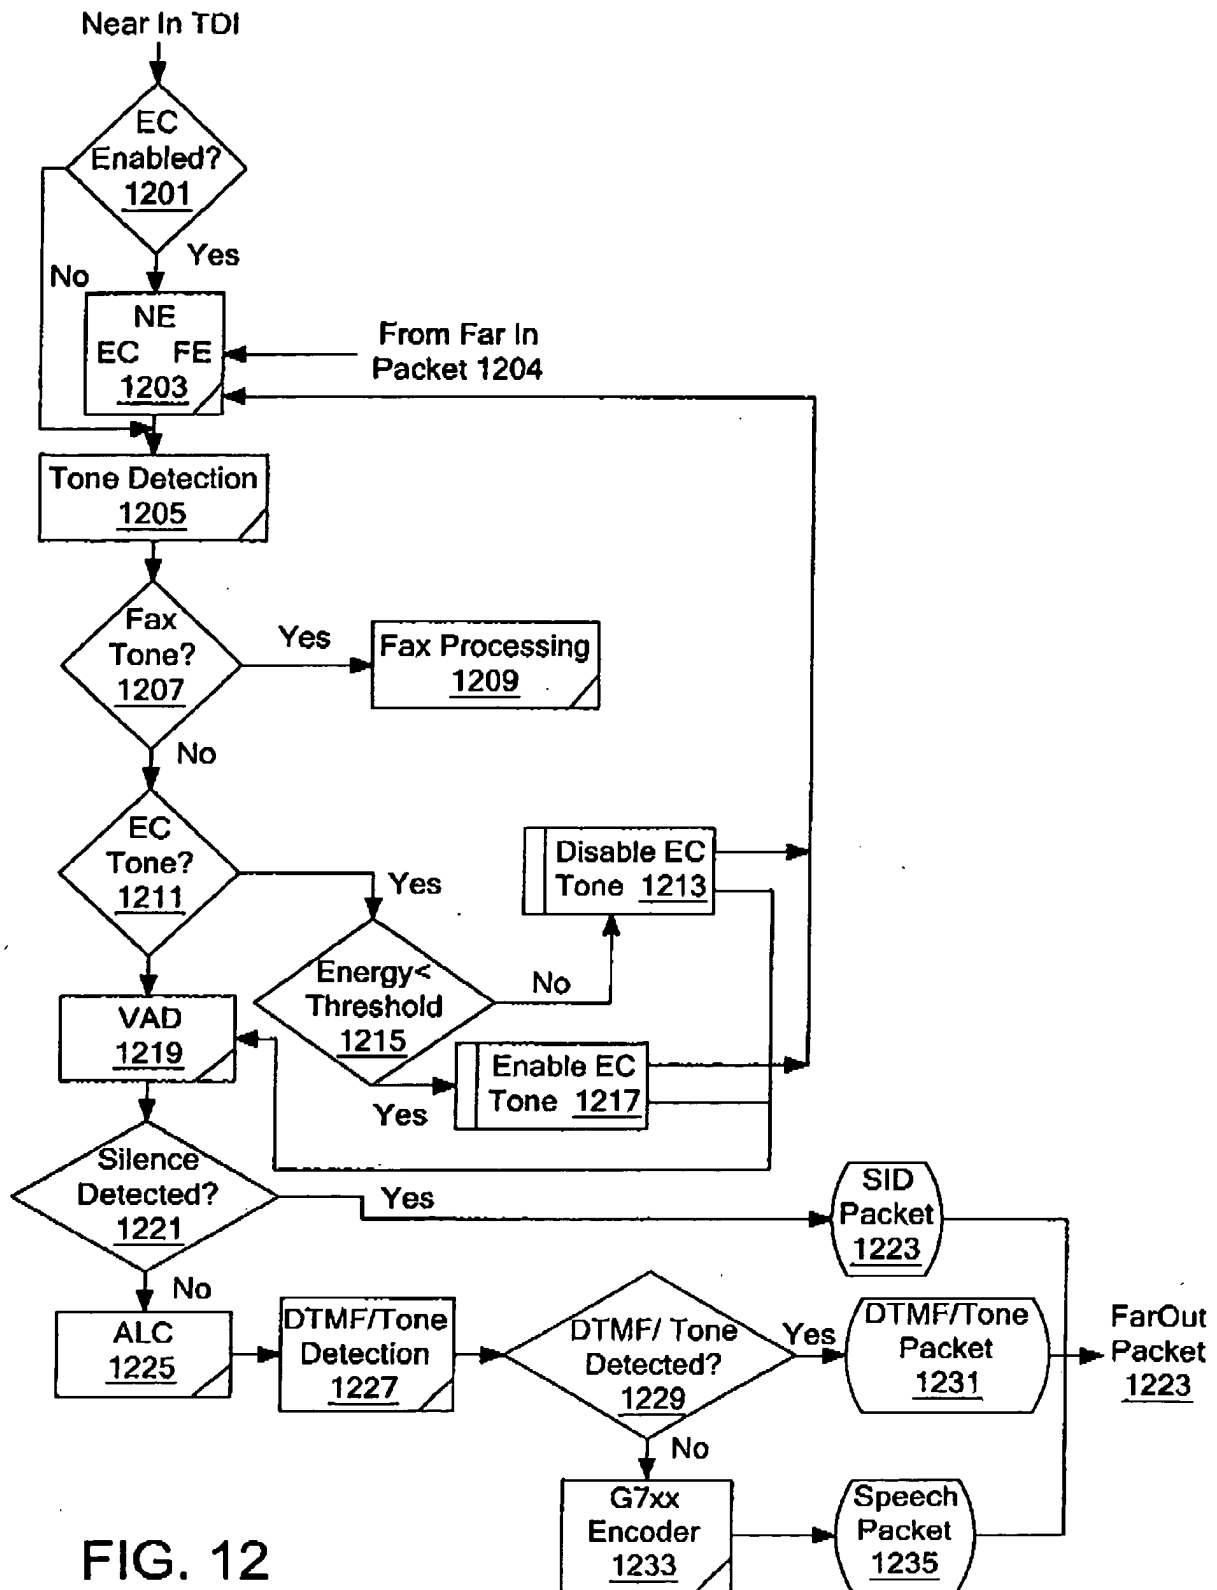 Near In TDI
EC
Enabled?
1201
Yes
No
NE
EC FE
1203
From Far In
Packet 1204
Tone Detection
1205
Fax
Tone?
1207
Yes
Fax Processing
1209
No
EC
Tone?
1211
Yes
Disable EC
Tone 1213
Energy<
Threshold
1215
No
VAD
1219
Enable EC
Tone 1217
Yes
Silence
Detected?
1221
Yes
SID
Packet
1223
No
ALC
1225
DTMF/Tone
Detection
1227
DTMF/ Tone
Detected?
1229
Yes
DTMF/Tone
Packet
1231
FarOut
Packet
1223
No
G7xx
Encoder
1233
Speech
Packet
1235
FIG. 12